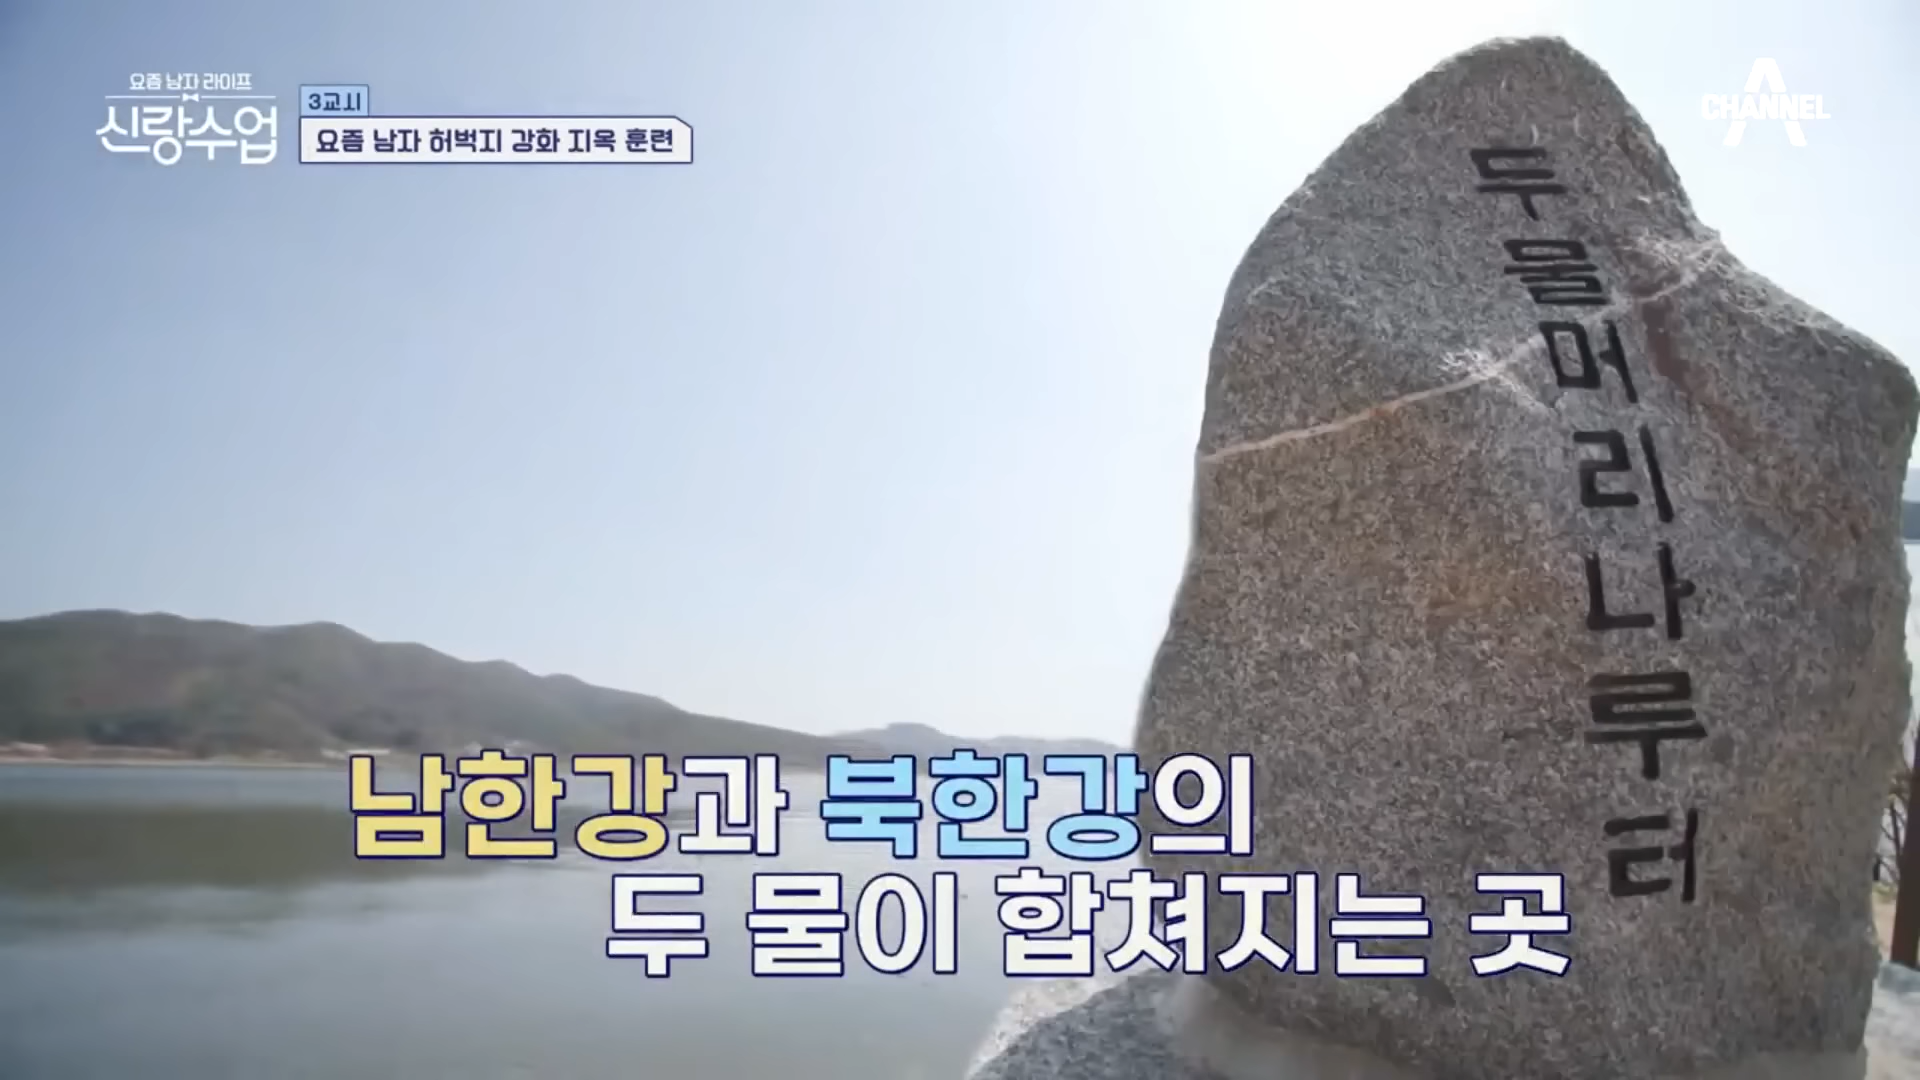 요즘 남자 라이프
신랑수업
3교시
요즘 남자 허벅지 강화 지옥 훈련
CHANNEL A
두물머리나루터
남한강과 북한강의
두 물이 합쳐지는 곳